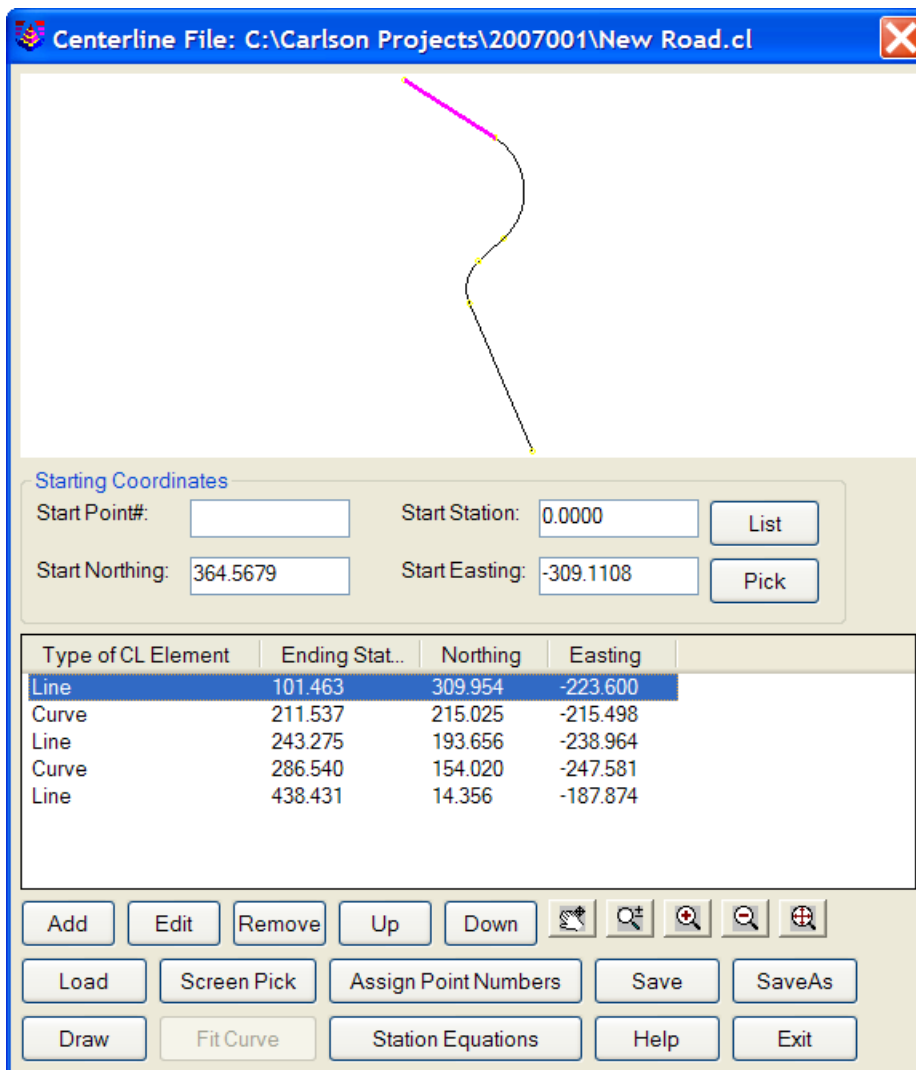 Centerline File: C:\Carlson Projects\2007001\New Road.cl
Starting Coordinates
Start Point#: Start Station: 0.0000 List
Start Northing: 364.5679 Start Easting: -309.1108 Pick
Type of CL Element Ending Stat... Northing Easting
Line 101.463 309.954 -223.600
Curve 211.537 215.025 -215.498
Line 243.275 193.656 -238.964
Curve 286.540 154.020 -247.581
Line 438.431 14.356 -187.874
Add Edit Remove Up Down
Load Screen Pick Assign Point Numbers Save SaveAs
Draw Fit Curve Station Equations Help Exit